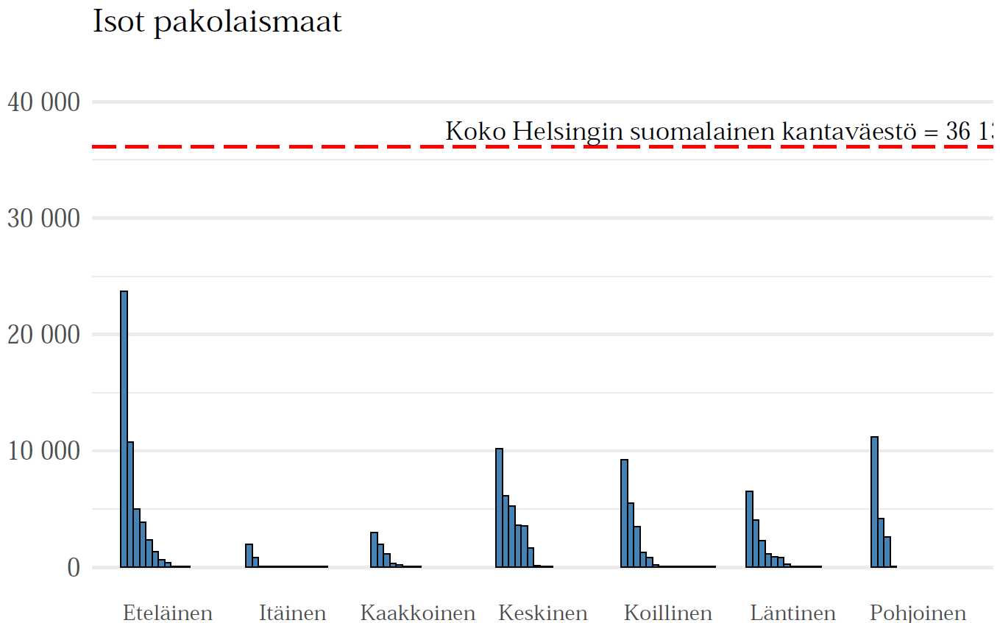 Isot pakolaismaat
40 000
Koko Helsingin suomalainen kantaväestö = 36 13
30 000
20 000
10 000
0
Eteläinen Itäinen Kaakkoinen Keskinen Koillinen Läntinen Pohjoinen